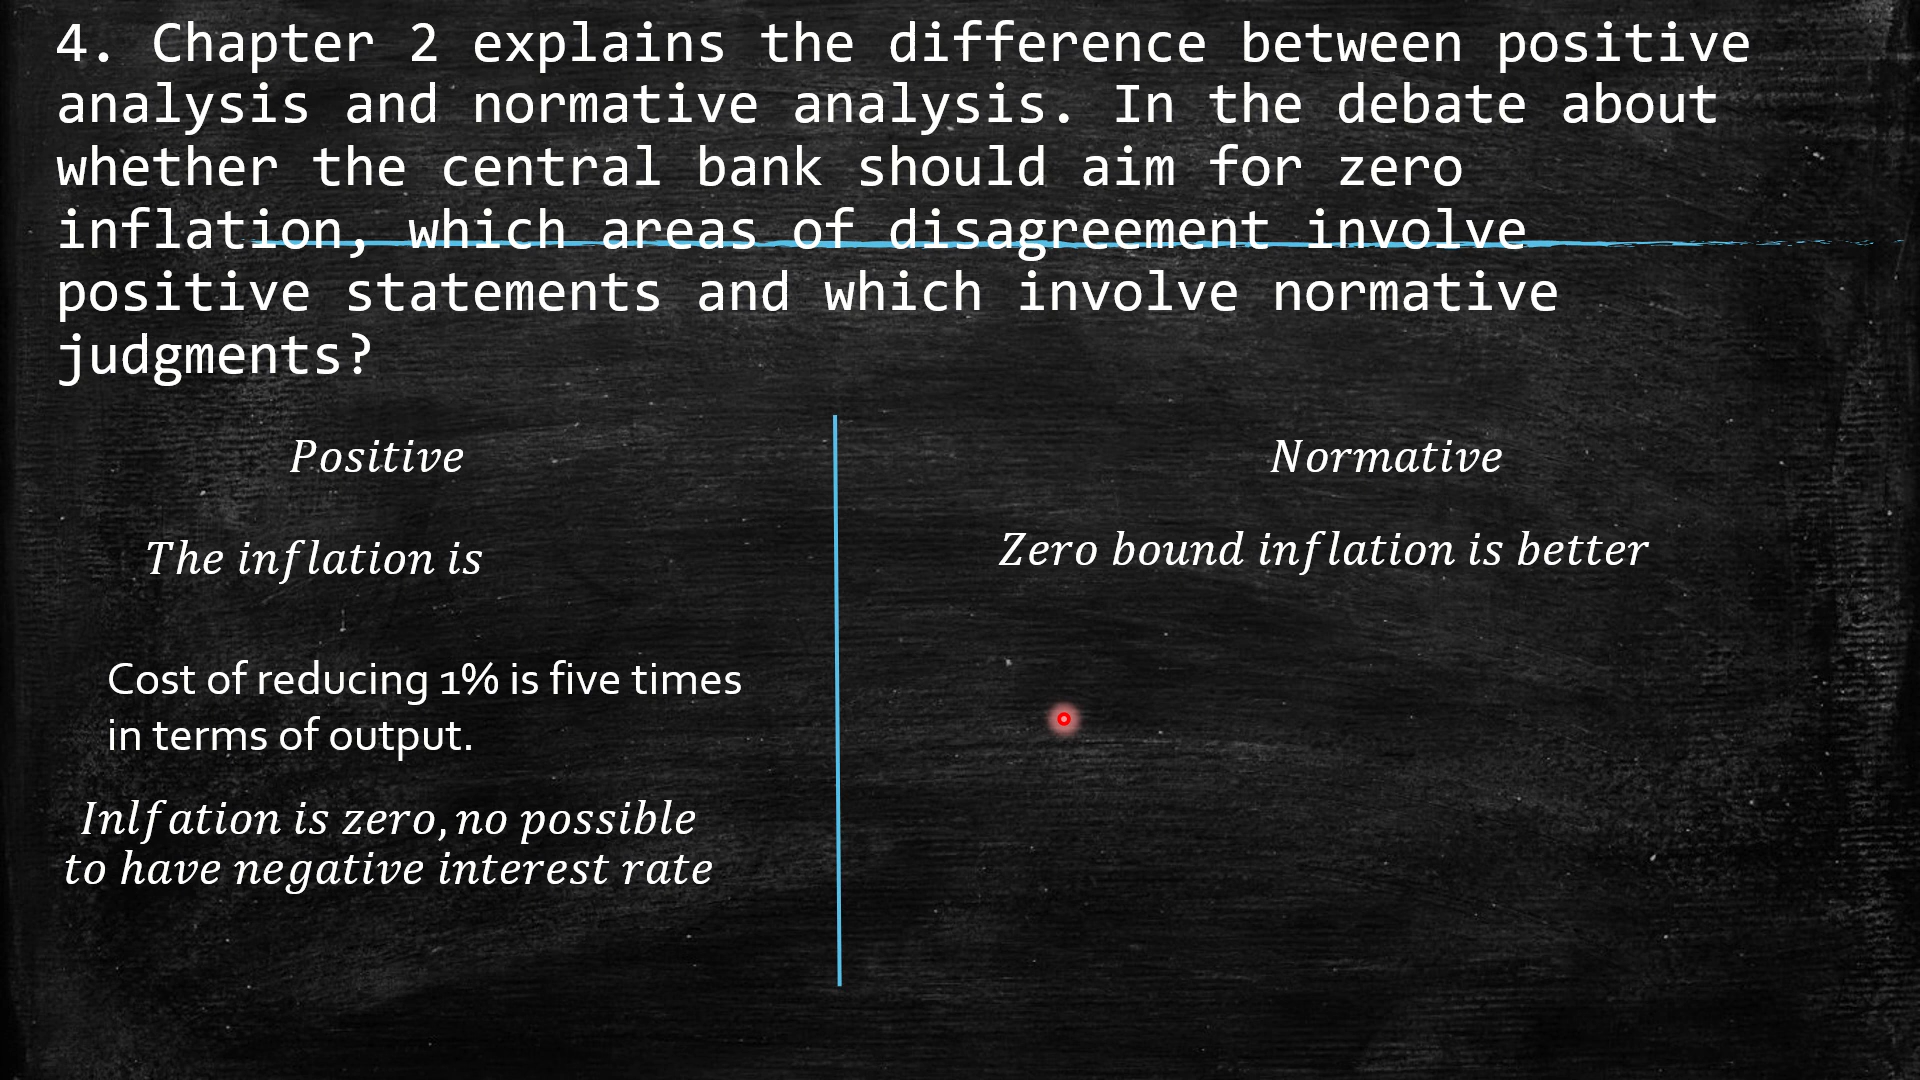 4. Chapter 2 explains the difference between positive
analysis and normative analysis. In the debate about
whether the central bank should aim for zero
inflation, which areas of disagreement involve
positive statements and which involve normative
judgments?
Positive
Normative
The inflation is
Zero bound inflation is better
Cost of reducing 1% is five times
in terms of output.
Inlfation is zero, no possible
to have negative interest rate